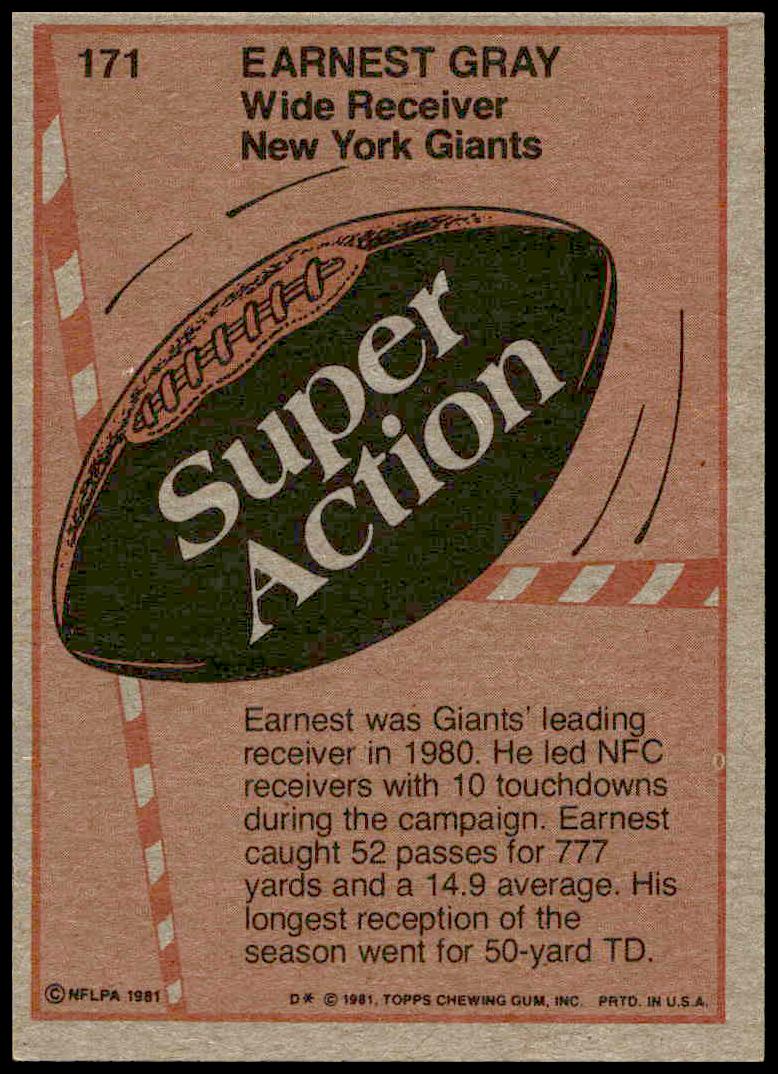 171
EARNEST GRAY
Wide Receiver
New York Giants
Super
Action
Earnest was Giants' leading
receiver in 1980. He led NFC
receivers with 10 touchdowns
during the campaign. Earnest
caught 52 passes for 777
yards and a 14.9 average. His
longest reception of the
season went for 50-yard TD.
© NFLPA 1981
D* © 1981, TOPPS CHEWING GUM, INC. PRTD. IN U.S.A.